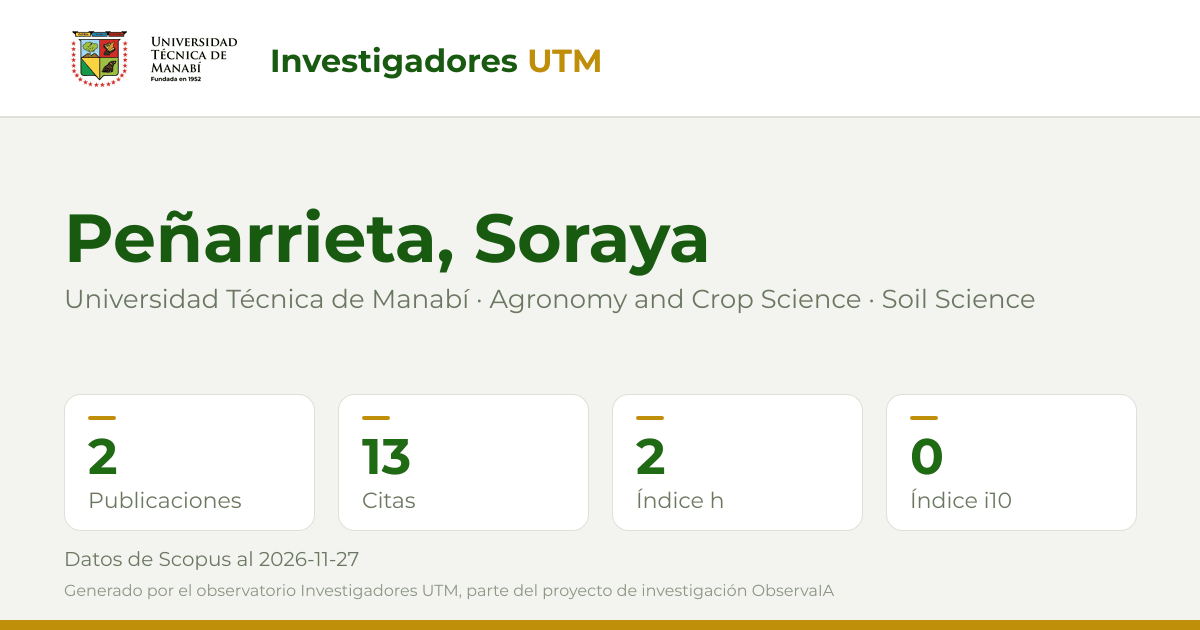 UNIVERSIDAD
TÉCNICA DE
MANABÍ
Fundada en 1952
Investigadores UTM
Peñarrieta, Soraya
Universidad Técnica de Manabí · Agronomy and Crop Science · Soil Science
2
Publicaciones
13
Citas
2
Índice h
0
Índice i10
Datos de Scopus al 2026-11-27
Generado por el observatorio Investigadores UTM, parte del proyecto de investigación ObservaIA